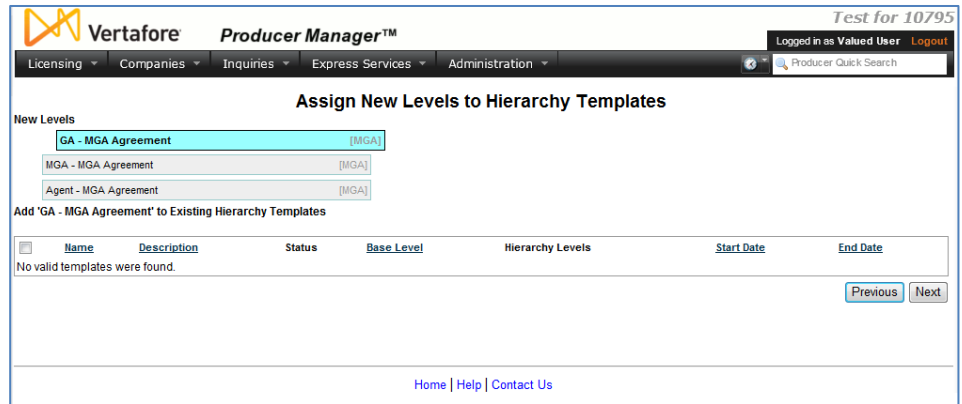 Test for 10795
Vertafore Producer Manager™
Logged in as Valued User Logout
Licensing Companies Inquiries Express Services Administration Producer Quick Search
Assign New Levels to Hierarchy Templates
New Levels
GA - MGA Agreement [MGA]
MGA - MGA Agreement [MGA]
Agent - MGA Agreement [MGA]
Add 'GA - MGA Agreement' to Existing Hierarchy Templates
Name Description Status Base Level Hierarchy Levels Start Date End Date
No valid templates were found.
Previous Next
Home | Help | Contact Us